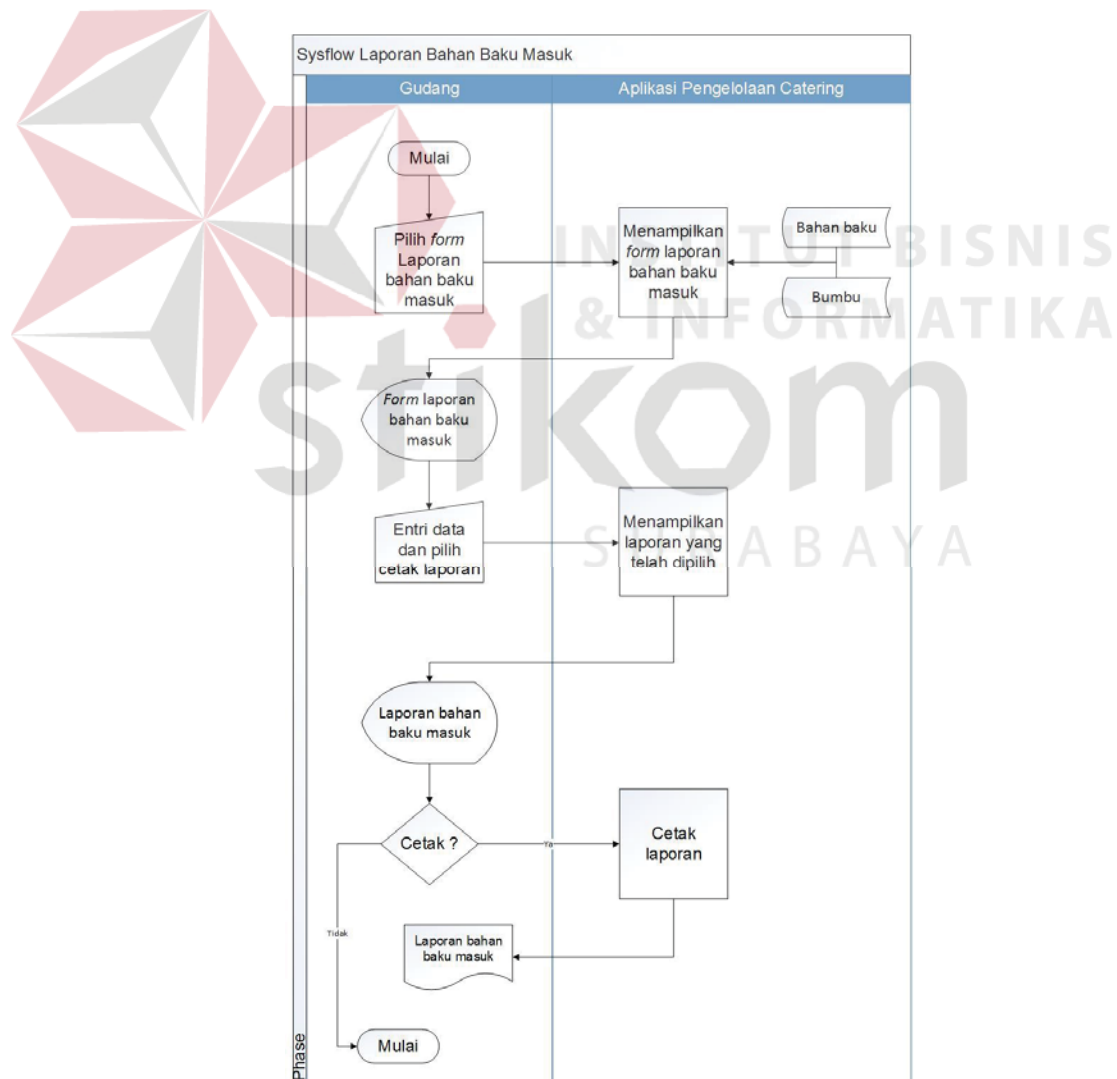 Sysflow Laporan Bahan Baku Masuk
Gudang
Aplikasi Pengelolaan Catering
Mulai
Pilih form
Laporan
bahan baku
masuk
Menampilkan
form laporan
bahan baku
masuk
Bahan baku
Bumbu
INSTITUT BISNIS
& INFORMATIKA
stikom
SURABAYA
Form laporan
bahan baku
masuk
Entri data
dan pilih
cetak laporan
Menampilkan
laporan yang
telah dipilih
Laporan bahan
baku masuk
Cetak ?
Ya
Cetak
laporan
Tidak
Laporan bahan
baku masuk
Mulai
Phase